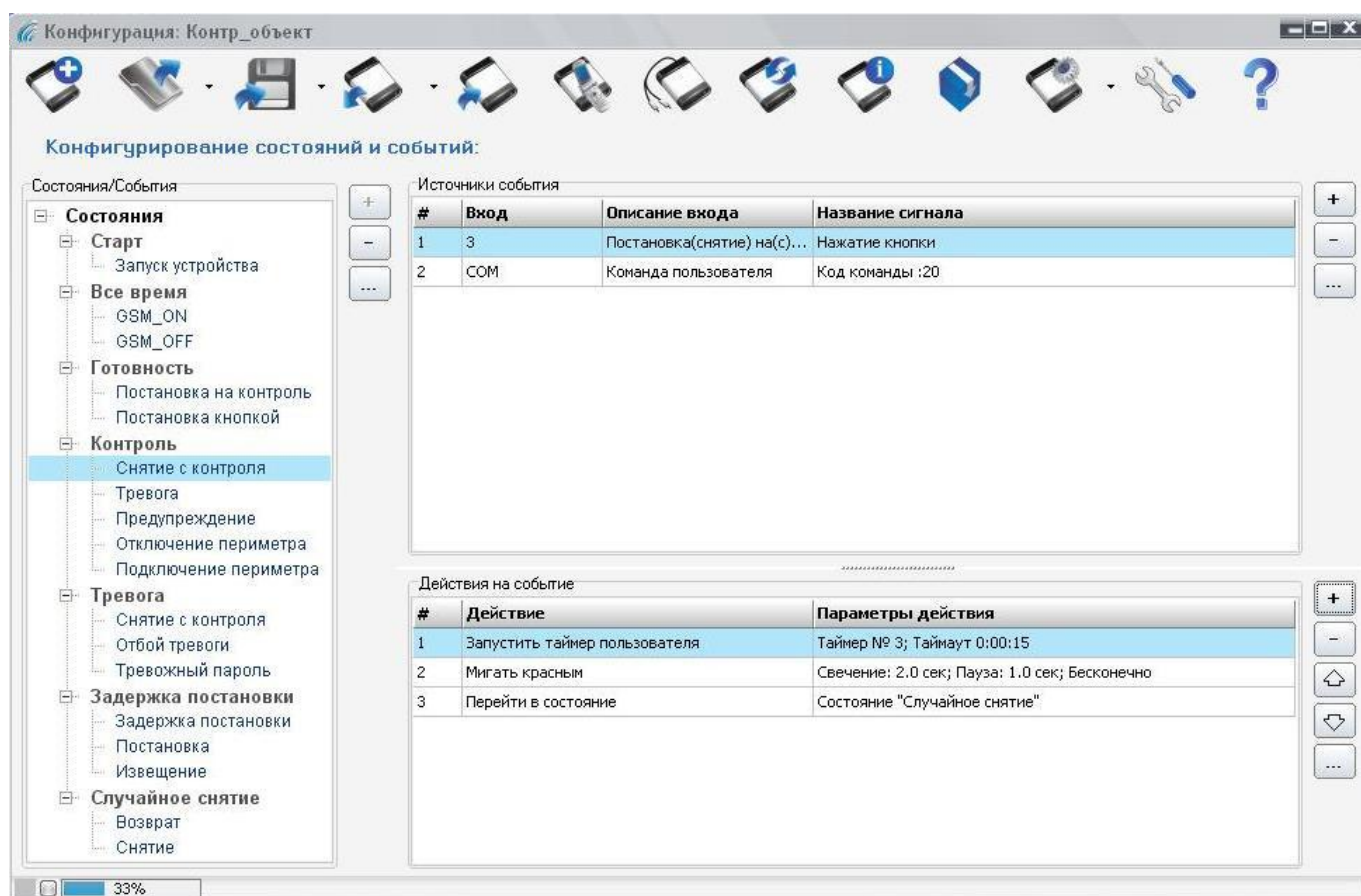 Конфигурация: Контр_объект
Конфигурирование состояний и событий:
Состояния/События
Состояния
Старт
Запуск устройства
Все время
GSM_ON
GSM_OFF
Готовность
Постановка на контроль
Постановка кнопкой
Контроль
Снятие с контроля
Тревога
Предупреждение
Отключение периметра
Подключение периметра
Тревога
Снятие с контроля
Отбой тревоги
Тревожный пароль
Задержка постановки
Задержка постановки
Постановка
Извещение
Случайное снятие
Возврат
Снятие
Источники события
# Вход Описание входа Название сигнала
1 3 Постановка(снятие) на(с)... Нажатие кнопки
2 COM Команда пользователя Код команды :20
Действия на событие
# Действие Параметры действия
1 Запустить таймер пользователя Таймер № 3; Таймаут 0:00:15
2 Мигать красным Свечение: 2.0 сек; Пауза: 1.0 сек; Бесконечно
3 Перейти в состояние Состояние "Случайное снятие"
33%